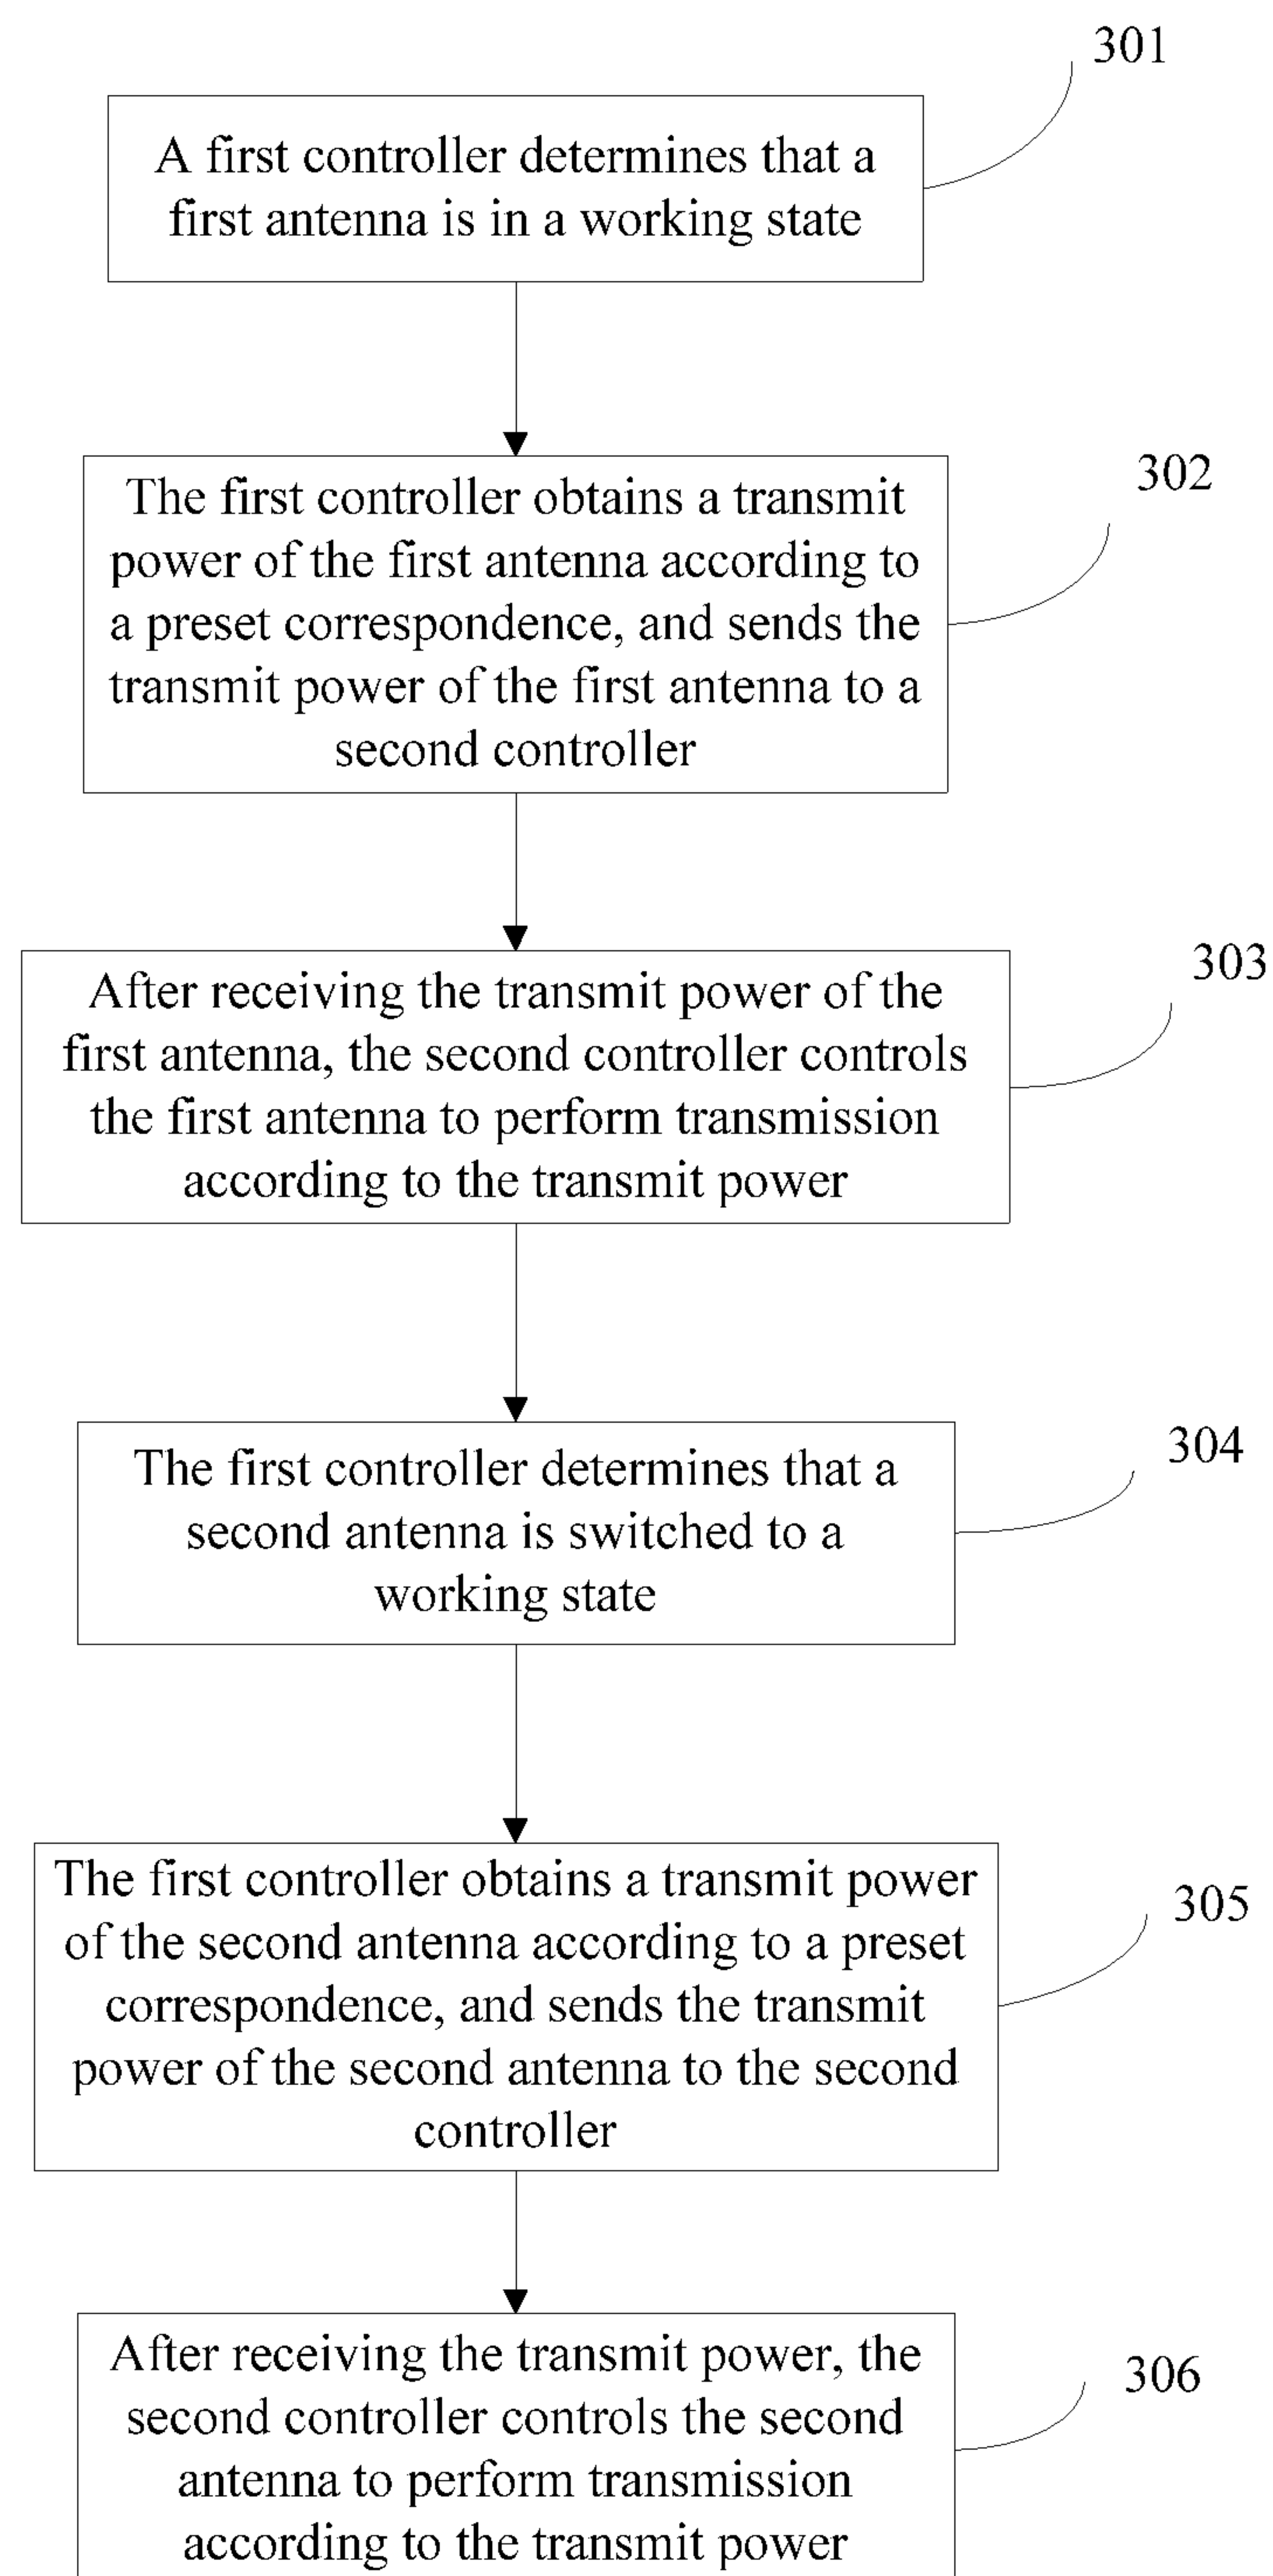 301
A first controller determines that a
first antenna is in a working state
302
The first controller obtains a transmit
power of the first antenna according to
a preset correspondence, and sends the
transmit power of the first antenna to a
second controller
303
After receiving the transmit power of the
first antenna, the second controller controls
the first antenna to perform transmission
according to the transmit power
304
The first controller determines that a
second antenna is switched to a
working state
305
The first controller obtains a transmit power
of the second antenna according to a preset
correspondence, and sends the transmit
power of the second antenna to the second
controller
306
After receiving the transmit power, the
second controller controls the second
antenna to perform transmission
according to the transmit power